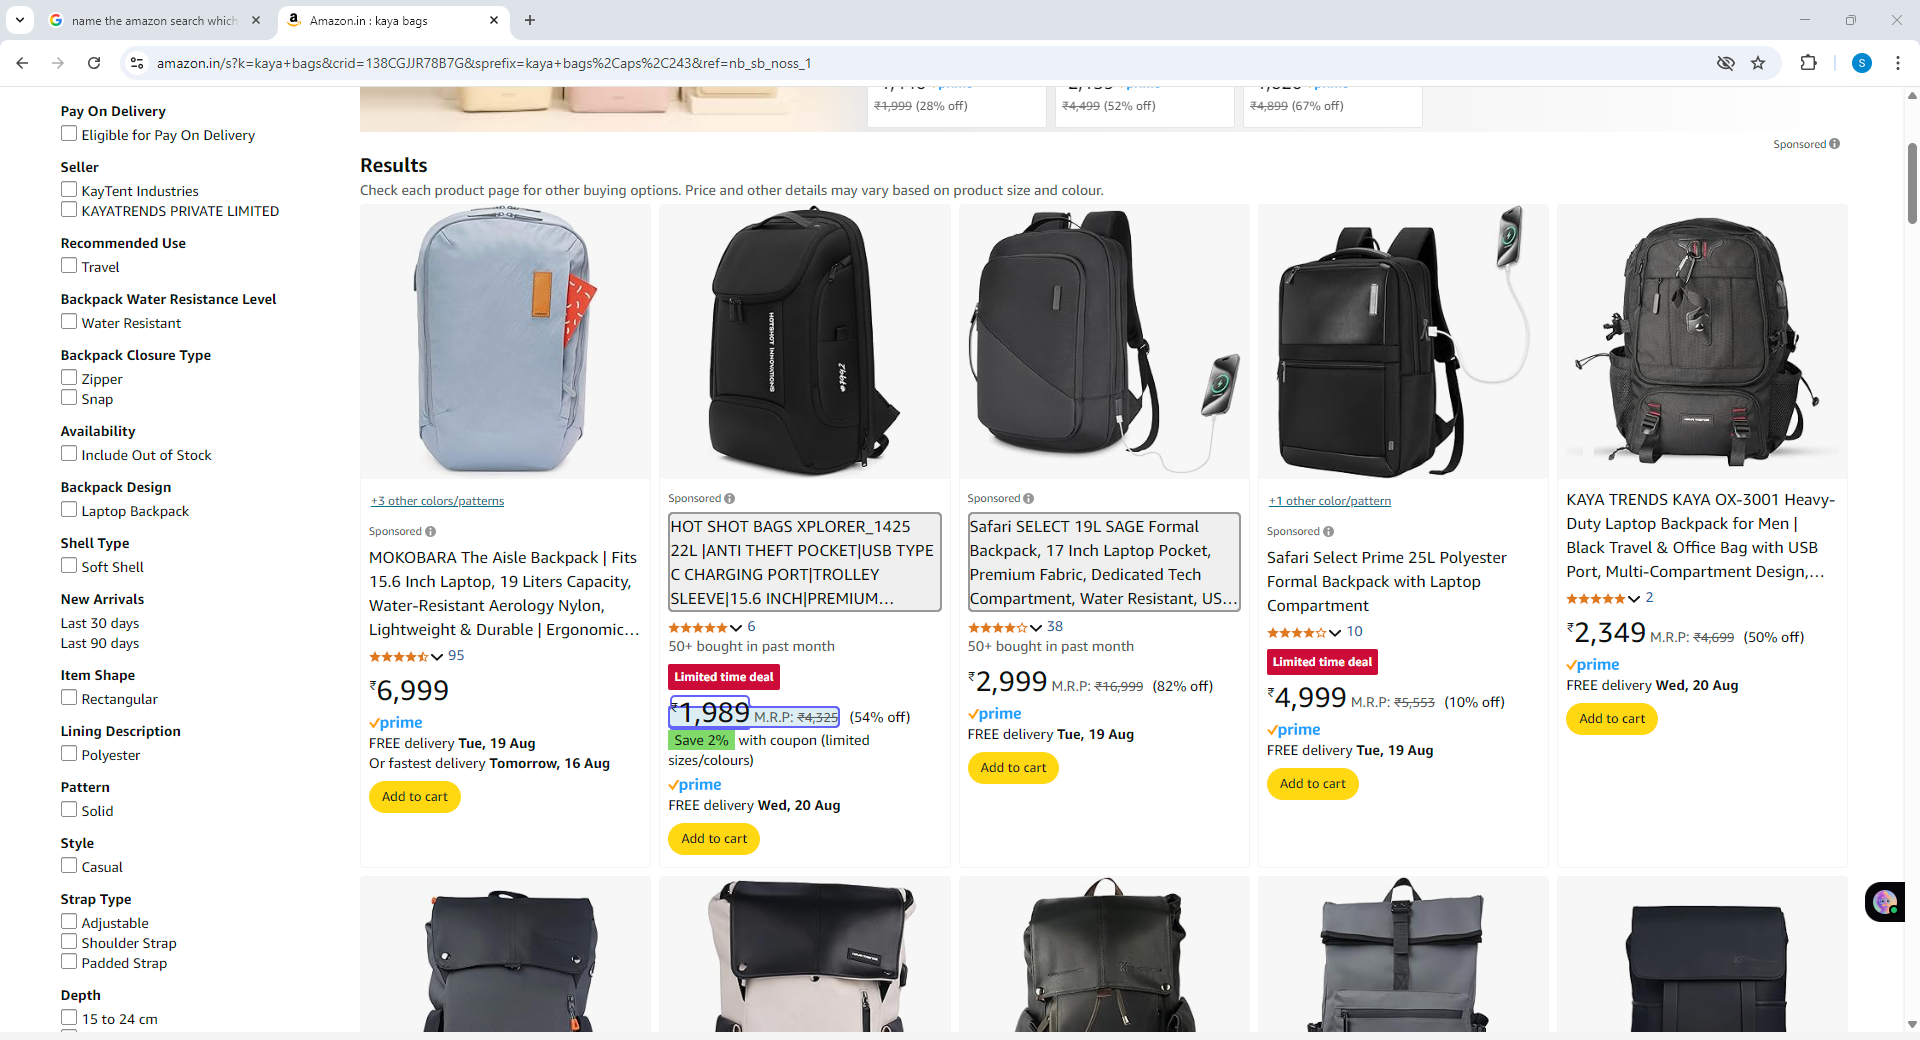 name the amazon search which
Amazon.in : kaya bags
amazon.in/s?k=kaya+bags&crid=138CGJJR78B7G&sprefix=kaya+bags%2Caps%2C243&ref=nb_sb_noss_1
S
Pay On Delivery
Eligible for Pay On Delivery
Seller
KayTent Industries
KAYATRENDS PRIVATE LIMITED
Recommended Use
Travel
Backpack Water Resistance Level
Water Resistant
Backpack Closure Type
Zipper
Snap
Availability
Include Out of Stock
Backpack Design
Laptop Backpack
Shell Type
Soft Shell
New Arrivals
Last 30 days
Last 90 days
Item Shape
Rectangular
Lining Description
Polyester
Pattern
Solid
Style
Casual
Strap Type
Adjustable
Shoulder Strap
Padded Strap
Depth
15 to 24 cm
₹1,999 (28% off)
₹4,499 (52% off)
₹4,899 (67% off)
Sponsored
Results
Check each product page for other buying options. Price and other details may vary based on product size and colour.
+3 other colors/patterns
Sponsored
MOKOBARA The Aisle Backpack | Fits
15.6 Inch Laptop, 19 Liters Capacity,
Water-Resistant Aerology Nylon,
Lightweight & Durable | Ergonomic…
95
₹6,999
prime
FREE delivery Tue, 19 Aug
Or fastest delivery Tomorrow, 16 Aug
Add to cart
HOTSHOT INNOVATIONS
Sponsored
HOT SHOT BAGS XPLORER_1425
22L |ANTI THEFT POCKET|USB TYPE
C CHARGING PORT|TROLLEY
SLEEVE|15.6 INCH|PREMIUM…
6
50+ bought in past month
Limited time deal
₹1,989 M.R.P: ₹4,325 (54% off)
Save 2% with coupon (limited
sizes/colours)
prime
FREE delivery Wed, 20 Aug
Add to cart
Sponsored
Safari SELECT 19L SAGE Formal
Backpack, 17 Inch Laptop Pocket,
Premium Fabric, Dedicated Tech
Compartment, Water Resistant, US…
38
50+ bought in past month
₹2,999 M.R.P: ₹16,999 (82% off)
prime
FREE delivery Tue, 19 Aug
Add to cart
+1 other color/pattern
Sponsored
Safari Select Prime 25L Polyester
Formal Backpack with Laptop
Compartment
10
Limited time deal
₹4,999 M.R.P: ₹5,553 (10% off)
prime
FREE delivery Tue, 19 Aug
Add to cart
KAYA TRENDS KAYA OX-3001 Heavy-
Duty Laptop Backpack for Men |
Black Travel & Office Bag with USB
Port, Multi-Compartment Design,…
2
₹2,349 M.R.P: ₹4,699 (50% off)
prime
FREE delivery Wed, 20 Aug
Add to cart